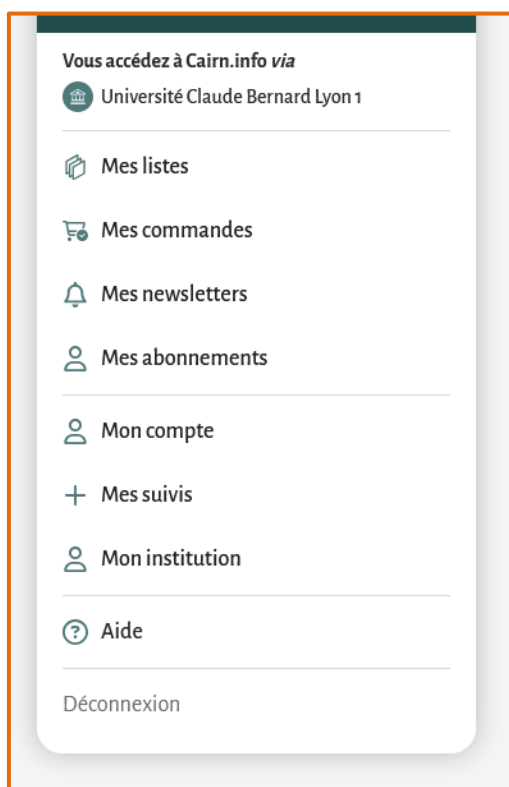 Vous accédez à Cairn.info via
Université Claude Bernard Lyon 1
Mes listes
Mes commandes
Mes newsletters
Mes abonnements
Mon compte
Mes suivis
Mon institution
Aide
Déconnexion